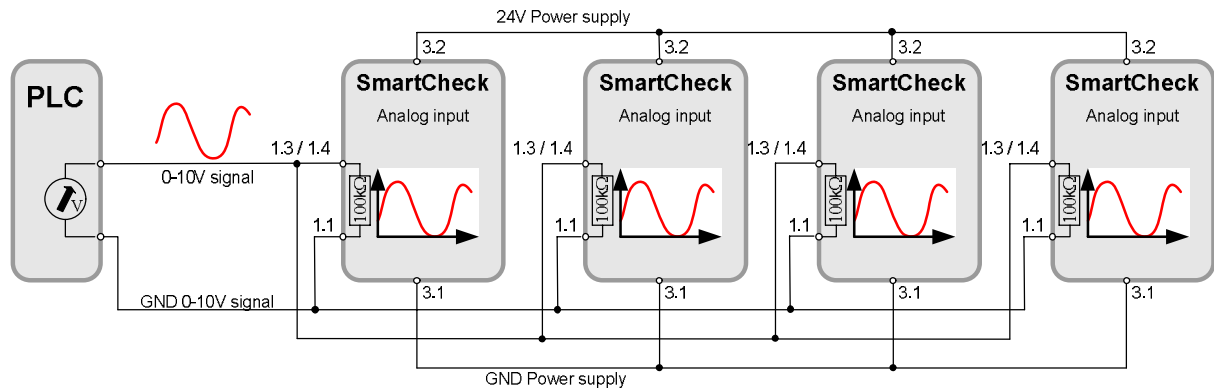 24V Power supply
3.2
3.2
3.2
3.2
PLC
SmartCheck
SmartCheck
SmartCheck
SmartCheck
Analog input
Analog input
Analog input
Analog input
1.3 / 1.4
1.3 / 1.4
1.3 / 1.4
1.3 / 1.4
0-10V signal
V
100kΩ
100kΩ
100kΩ
100kΩ
1.1
1.1
1.1
1.1
3.1
3.1
3.1
3.1
GND 0-10V signal
GND Power supply